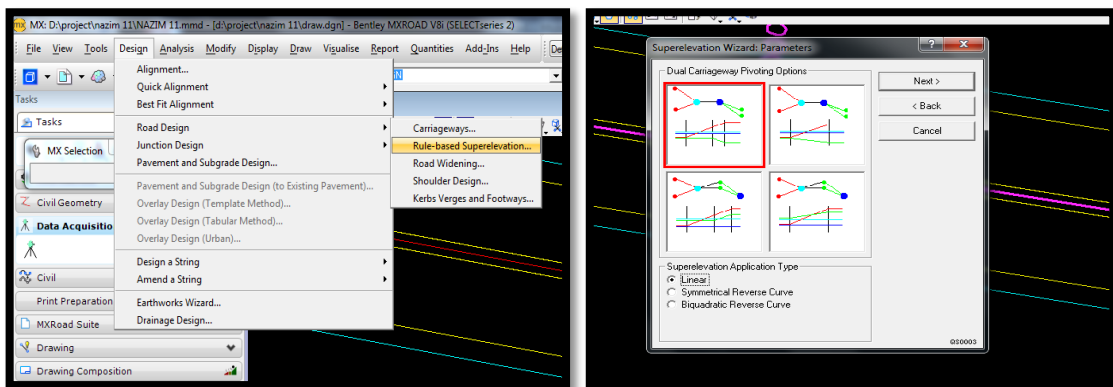 MX: D:\project\nazim 11\NAZIM 11.mmd - [d:\project\nazim 11\draw.dgn] - Bentley MXROAD V8i (SELECTseries 2)
File View Tools Design Analysis Modify Display Draw Visualise Report Quantities Add-Ins Help
Tasks
Tasks
MX Selection
Civil Geometry
Data Acquisitio
Civil
Print Preparation
MXRoad Suite
Drawing
Drawing Composition
Alignment...
Quick Alignment
Best Fit Alignment
Road Design
Junction Design
Pavement and Subgrade Design...
Pavement and Subgrade Design (to Existing Pavement)...
Overlay Design (Template Method)...
Overlay Design (Tabular Method)...
Overlay Design (Urban)...
Design a String
Amend a String
Earthworks Wizard...
Drainage Design...
Carriageways...
Rule-based Superelevation...
Road Widening...
Shoulder Design...
Kerbs Verges and Footways...
Superelevation Wizard: Parameters
Dual Carriageway Pivoting Options
Next >
< Back
Cancel
Superelevation Application Type
Linear
Symmetrical Reverse Curve
Biquadratic Reverse Curve
QS0003